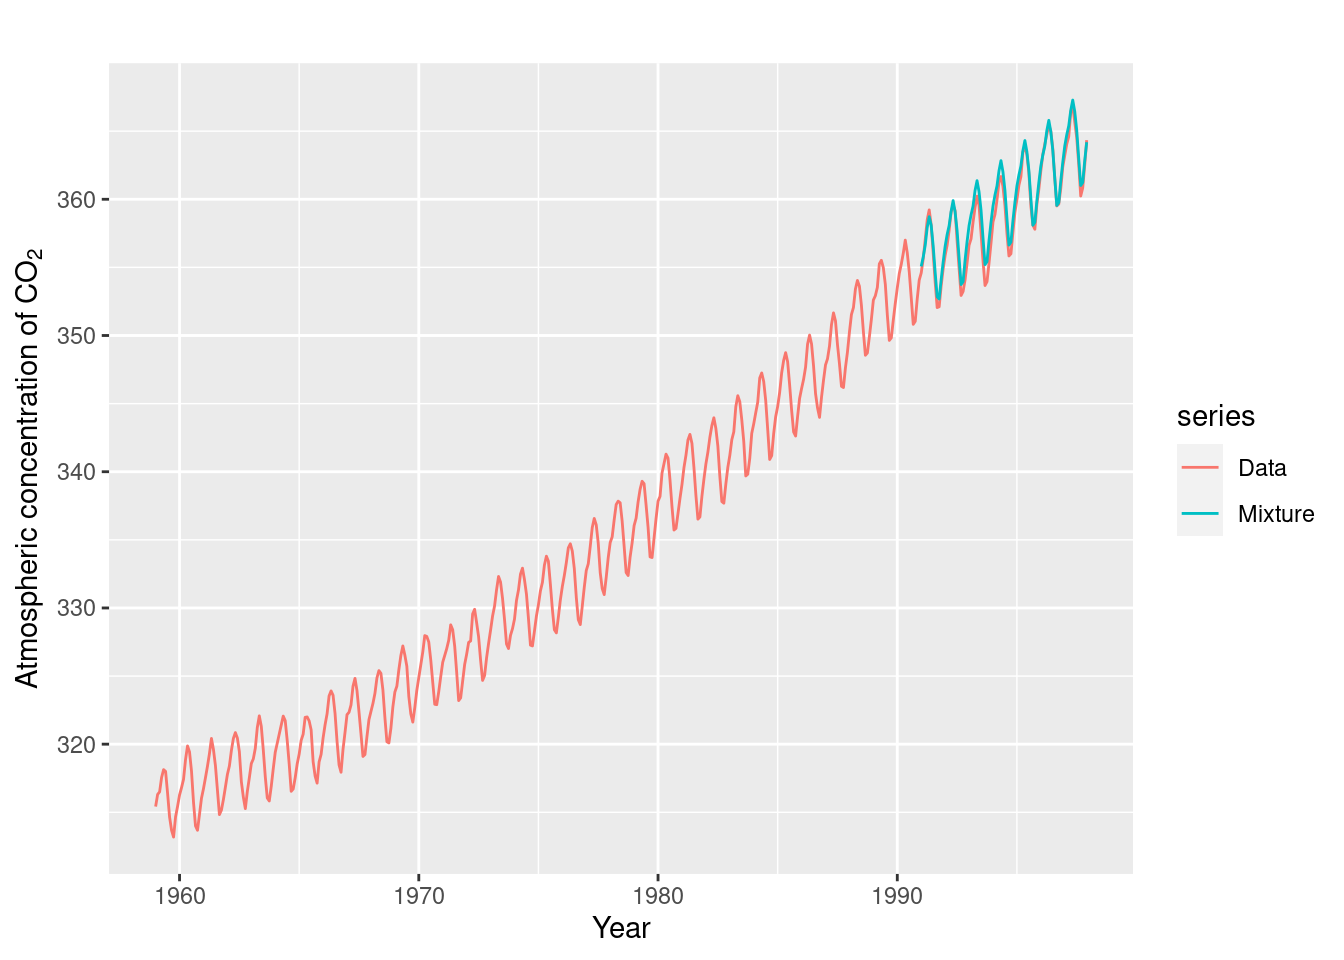 Atmospheric concentration of CO₂
360
350
340
330
320
1960
1970
1980
1990
Year
series
Data
Mixture